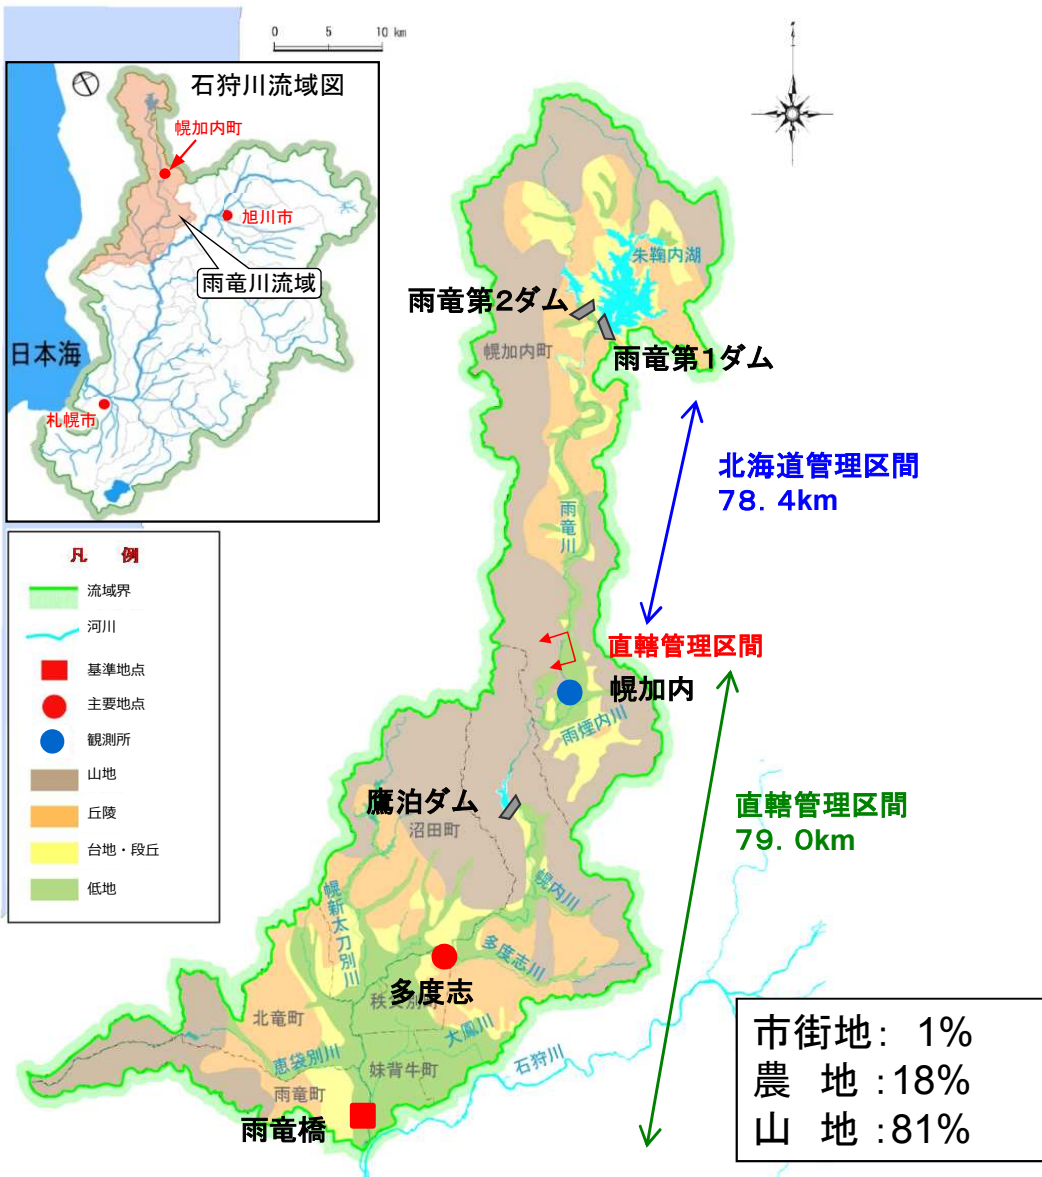 0 5 10 km
石狩川流域図
幌加内町
旭川市
雨竜川流域
日本海
札幌市
朱鞠内湖
雨竜第2ダム
雨竜第1ダム
幌加内町
北海道管理区間
78. 4km
雨竜川
凡 例
流域界
河川
基準地点
主要地点
観測所
山地
丘陵
台地・段丘
低地
直轄管理区間
幌加内
雨煙内川
鷹泊ダム
沼田町
直轄管理区間
79. 0km
幌内川
幌新太刀別川
多度志川
多度志
秩父別町
北竜町
大鳳川
恵袋別川
妹背牛町
石狩川
雨竜町
雨竜橋
市街地: 1%
農 地 :18%
山 地 :81%